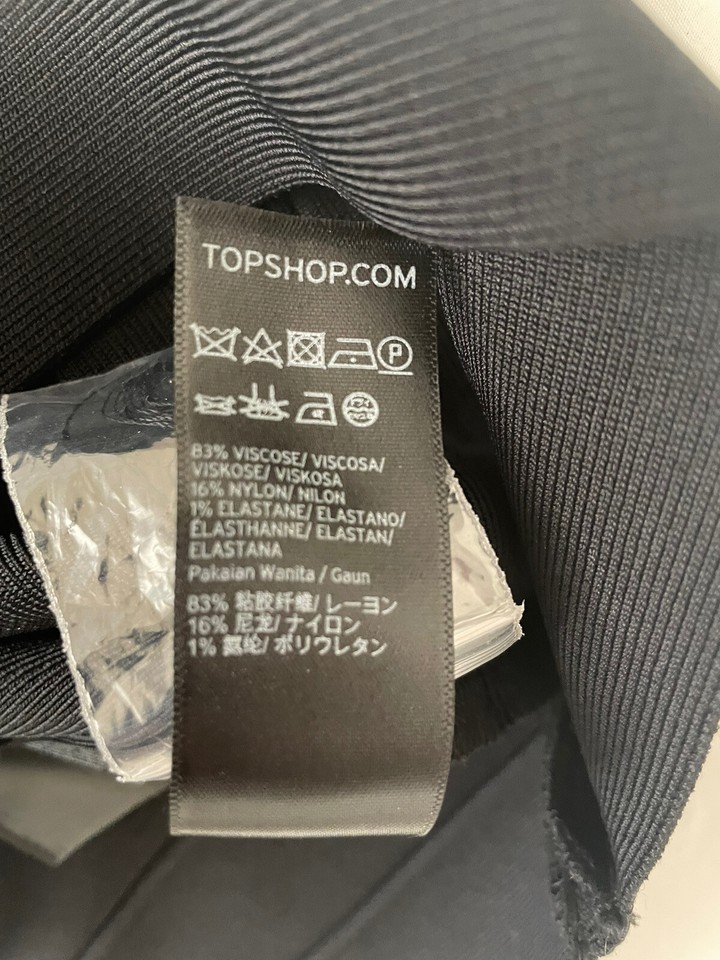 TOPSHOP.COM
P
83% VISCOSE/ VISCOSA/
VISKOSE/ VISKOSA
16% NYLON/ NILON
1% ELASTANE/ ELASTANO/
ÉLASTHANNE/ ELASTAN/
ELASTANA
Pakaian Wanita / Gaun
83% 粘胶纤维/ レーヨン
16% 尼龙/ ナイロン
1% 氨纶/ ポリウレタン